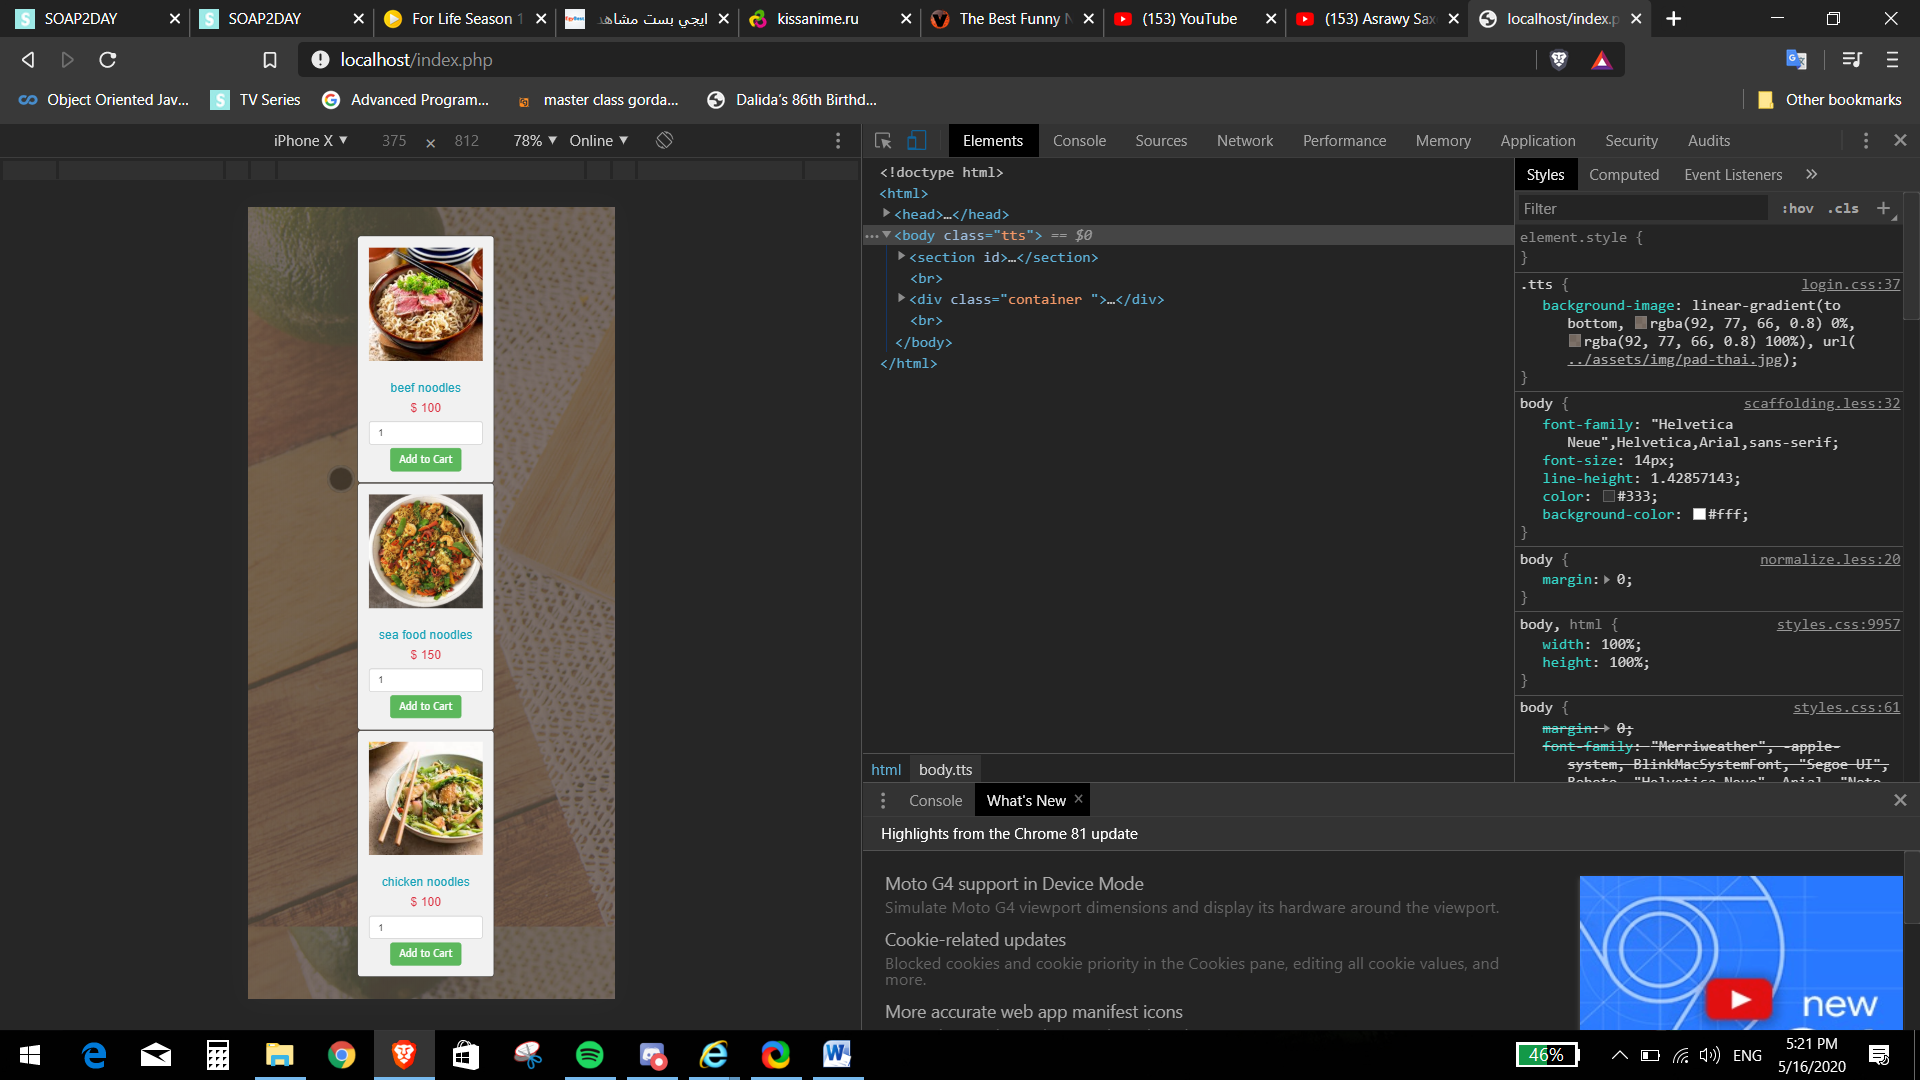 SOAP2DAY
SOAP2DAY
For Life Season 1
ايجي بست مشاهد
kissanime.ru
The Best Funny N
(153) YouTube
(153) Asrawy Sax
localhost/index.p
localhost/index.php
Object Oriented Jav...
TV Series
Advanced Program...
master class gorda...
Dalida's 86th Birthd...
Other bookmarks
iPhone X ▼ 375 × 812 78% ▼ Online ▼
Elements Console Sources Network Performance Memory Application Security Audits
<!doctype html>
<html>
<head>…</head>
<body class="tts"> == $0
<section id>…</section>
<br>
<div class="container ">…</div>
<br>
</body>
</html>
html body.tts
Styles Computed Event Listeners »
Filter :hov .cls +
element.style {
}
.tts { login.css:37
background-image: linear-gradient(to
bottom, rgba(92, 77, 66, 0.8) 0%,
rgba(92, 77, 66, 0.8) 100%), url(
../assets/img/pad-thai.jpg);
}
body { scaffolding.less:32
font-family: "Helvetica
Neue",Helvetica,Arial,sans-serif;
font-size: 14px;
line-height: 1.42857143;
color: #333;
background-color: #fff;
}
body { normalize.less:20
margin: 0;
}
body, html { styles.css:9957
width: 100%;
height: 100%;
}
body { styles.css:61
margin: 0;
font-family: "Merriweather", -apple-
system, BlinkMacSystemFont, "Segoe UI",
Roboto, "Helvetica Neue", Arial, "Noto
beef noodles
$ 100
1
Add to Cart
sea food noodles
$ 150
1
Add to Cart
chicken noodles
$ 100
1
Add to Cart
Console What's New ×
Highlights from the Chrome 81 update
Moto G4 support in Device Mode
Simulate Moto G4 viewport dimensions and display its hardware around the viewport.
Cookie-related updates
Blocked cookies and cookie priority in the Cookies pane, editing all cookie values, and
more.
More accurate web app manifest icons
new
46%
ENG
5:21 PM
5/16/2020